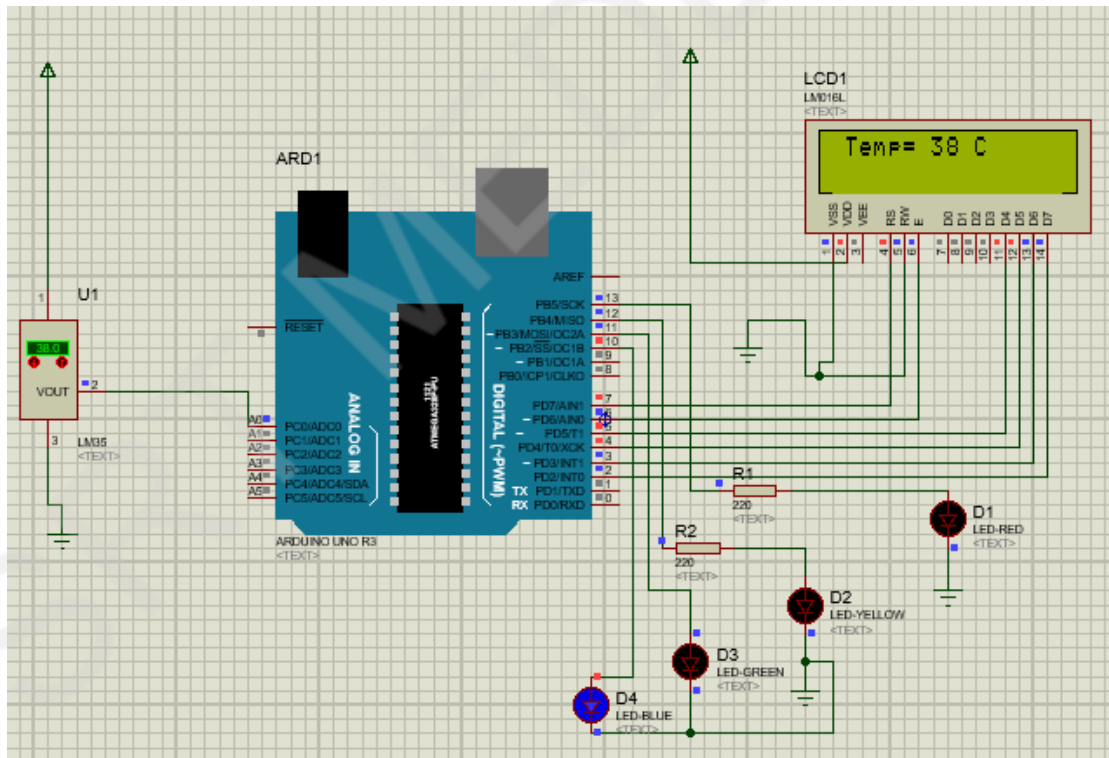 LCD1
LM016L
<TEXT>
Temp= 38 C
VSS
VDD
VEE
RS
RW
E
D0
D1
D2
D3
D4
D5
D6
D7
1
2
3
4
5
6
7
8
9
10
11
12
13
14
ARD1
AREF
RESET
PB5/SCK
PB4/MISO
PB3/MOSI/OC2A
PB2/SS/OC1B
PB1/OC1A
PB0/ICP1/CLKO
13
12
11
10
9
8
PD7/AIN1
PD6/AIN0
PD5/T1
PD4/T0/XCK
PD3/INT1
PD2/INT0
TX PD1/TXD
RX PD0/RXD
7
5
4
3
2
1
0
DIGITAL (~PWM)
ANALOG IN
A0
A1
A2
A3
A4
A5
PC0/ADC0
PC1/ADC1
PC2/ADC2
PC3/ADC3
PC4/ADC4/SDA
PC5/ADC5/SCL
ARDUINO UNO R3
<TEXT>
U1
1
38.0
VOUT
2
3
LM35
<TEXT>
R1
220
<TEXT>
D1
LED-RED
<TEXT>
R2
220
<TEXT>
D2
LED-YELLOW
<TEXT>
D3
LED-GREEN
<TEXT>
D4
LED-BLUE
<TEXT>